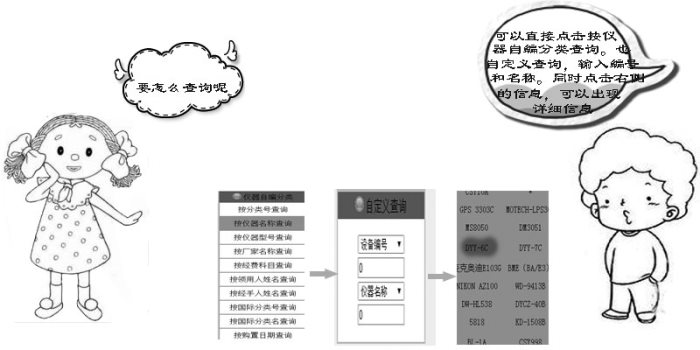 要怎么查询呢
可以直接点击按仪
器自编分类查询。也
自定义查询，输入编号
和名称。同时点击右侧
的信息，可以出现
详细信息
仪器自编分类
按分类号查询
按仪器名称查询
按仪器型号查询
按厂家名称查询
按经费科目查询
按领用人姓名查询
按经手人姓名查询
按国际分类号查询
按国际分类名查询
按购置日期查询
自定义查询
设备编号
0
仪器名称
0
GPS 3303C MOTECH-LPS30
MS8050 DM3051
DYY-6C DYY-7C
克奥迪E103G BME (BA/E3)
NIKON AZ100 WD-9413B
DW-HL538 DYCZ-40B
5818 KD-1508B
BL-1A CST998